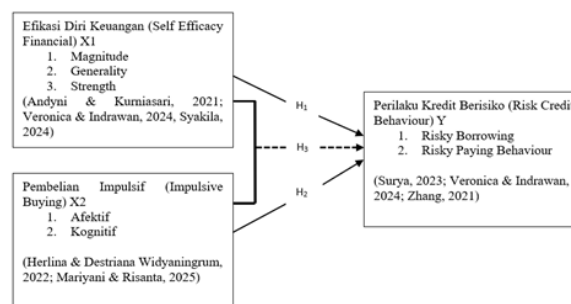 Efikasi Diri Keuangan (Self Efficacy
Financial) X1
1. Magnitude
2. Generality
3. Strength
(Andyni & Kurniasari, 2021;
Veronica & Indrawan, 2024, Syakila,
2024)
H1
H3
H2
Perilaku Kredit Berisiko (Risk Credit
Behaviour) Y
1. Risky Borrowing
2. Risky Paying Behaviour
(Surya, 2023; Veronica & Indrawan,
2024; Zhang, 2021)
Pembelian Impulsif (Impulsive
Buying) X2
1. Afektif
2. Kognitif
(Herlina & Destriana Widyaningrum,
2022; Mariyani & Risanta, 2025)